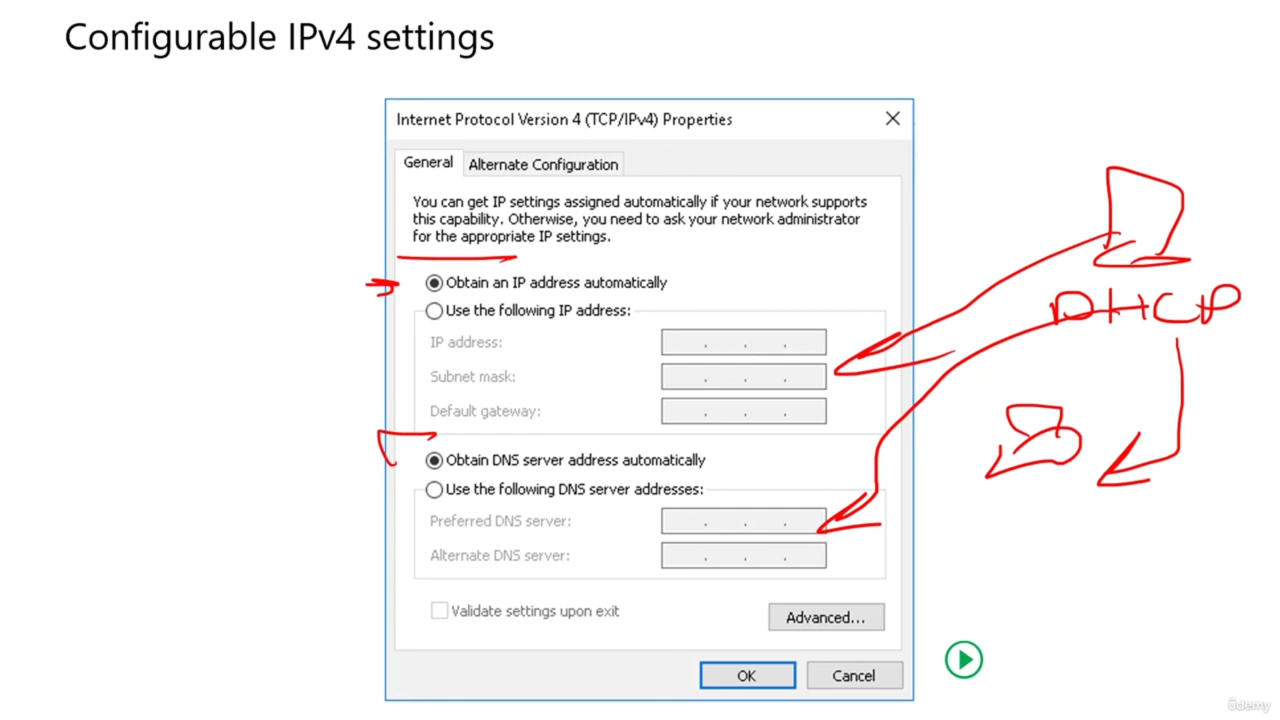 Configurable IPv4 settings
Internet Protocol Version 4 (TCP/IPv4) Properties
General
Alternate Configuration
You can get IP settings assigned automatically if your network supports
this capability. Otherwise, you need to ask your network administrator
for the appropriate IP settings.
Obtain an IP address automatically
Use the following IP address:
IP address:
Subnet mask:
Default gateway:
DHCP
Obtain DNS server address automatically
Use the following DNS server addresses:
Preferred DNS server:
Alternate DNS server:
Validate settings upon exit
Advanced...
OK
Cancel
ûdemy